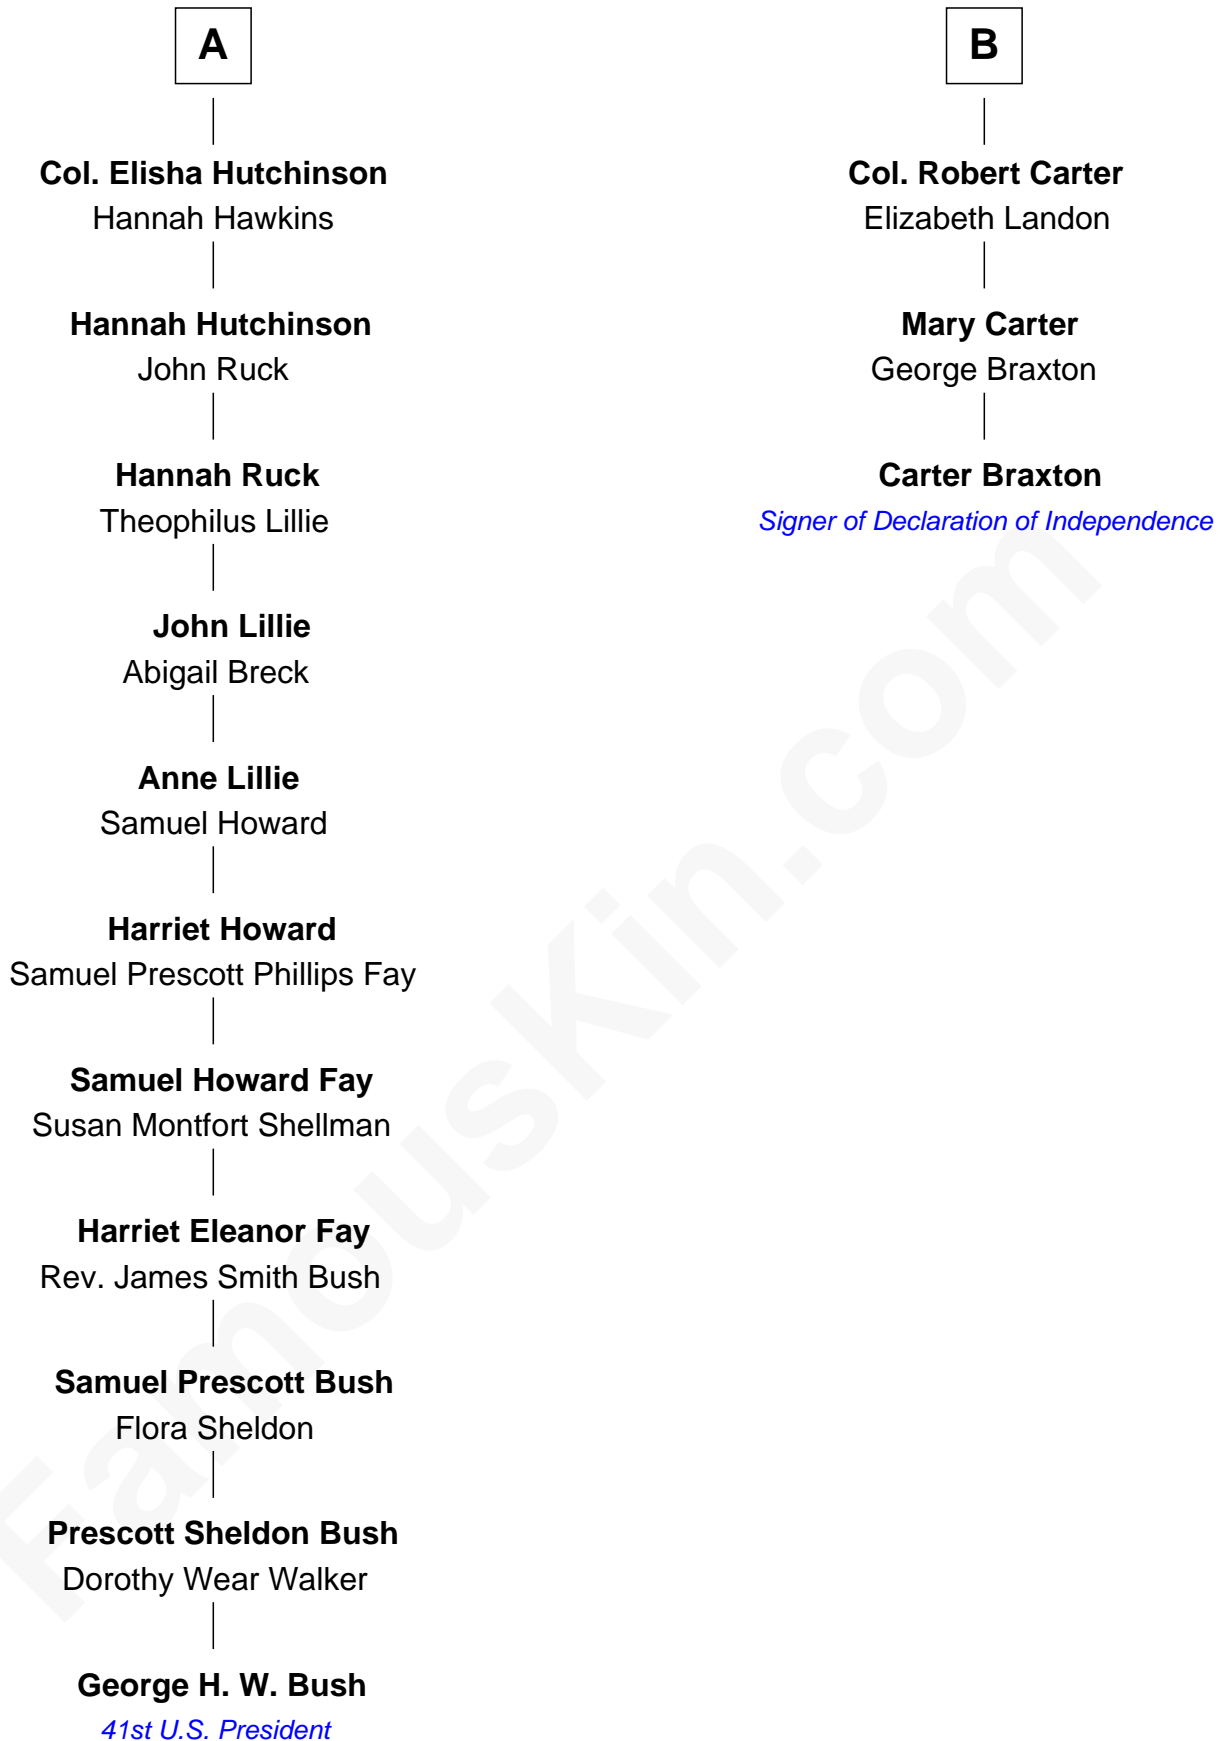 A
Col. Elisha Hutchinson
Hannah Hawkins
Hannah Hutchinson
John Ruck
Hannah Ruck
Theophilus Lillie
John Lillie
Abigail Breck
Anne Lillie
Samuel Howard
Harriet Howard
Samuel Prescott Phillips Fay
Samuel Howard Fay
Susan Montfort Shellman
Harriet Eleanor Fay
Rev. James Smith Bush
Samuel Prescott Bush
Flora Sheldon
Prescott Sheldon Bush
Dorothy Wear Walker
George H. W. Bush
41st U.S. President
B
Col. Robert Carter
Elizabeth Landon
Mary Carter
George Braxton
Carter Braxton
Signer of Declaration of Independence
FamousKin.com